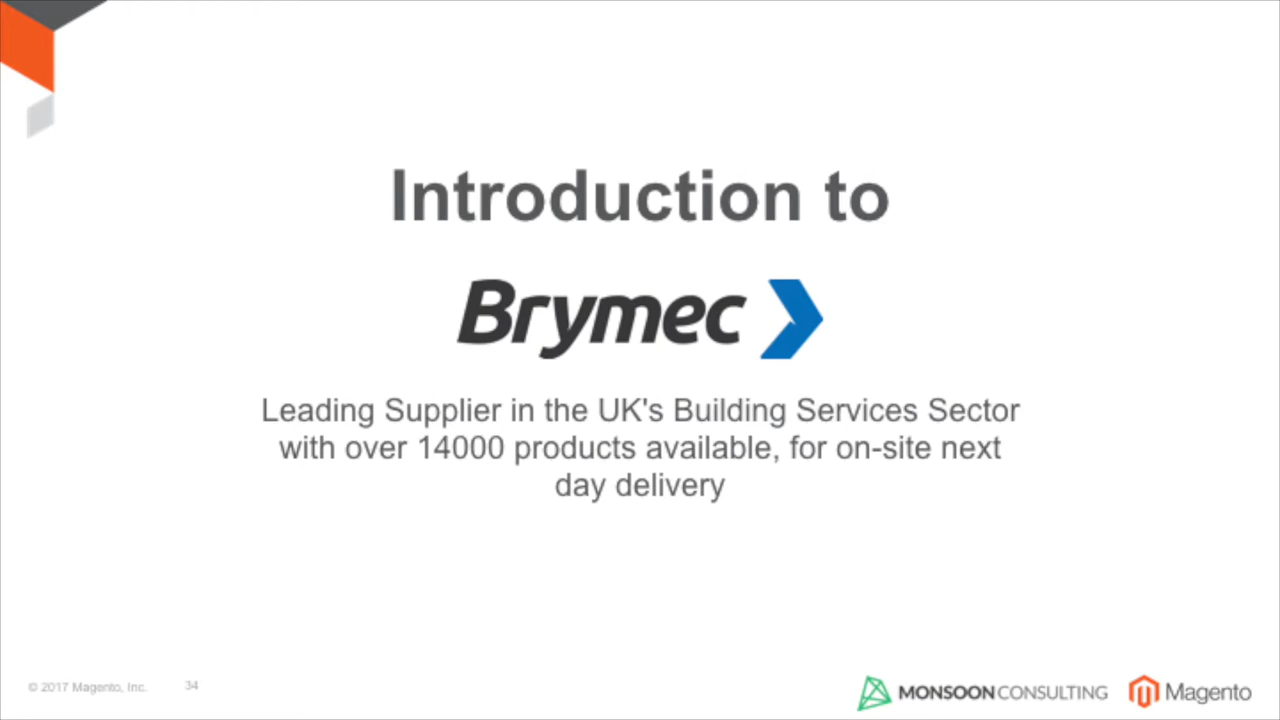 Introduction to
Brymec
Leading Supplier in the UK's Building Services Sector
with over 14000 products available, for on-site next
day delivery
© 2017 Magento, Inc. 34
MONSOON CONSULTING Magento